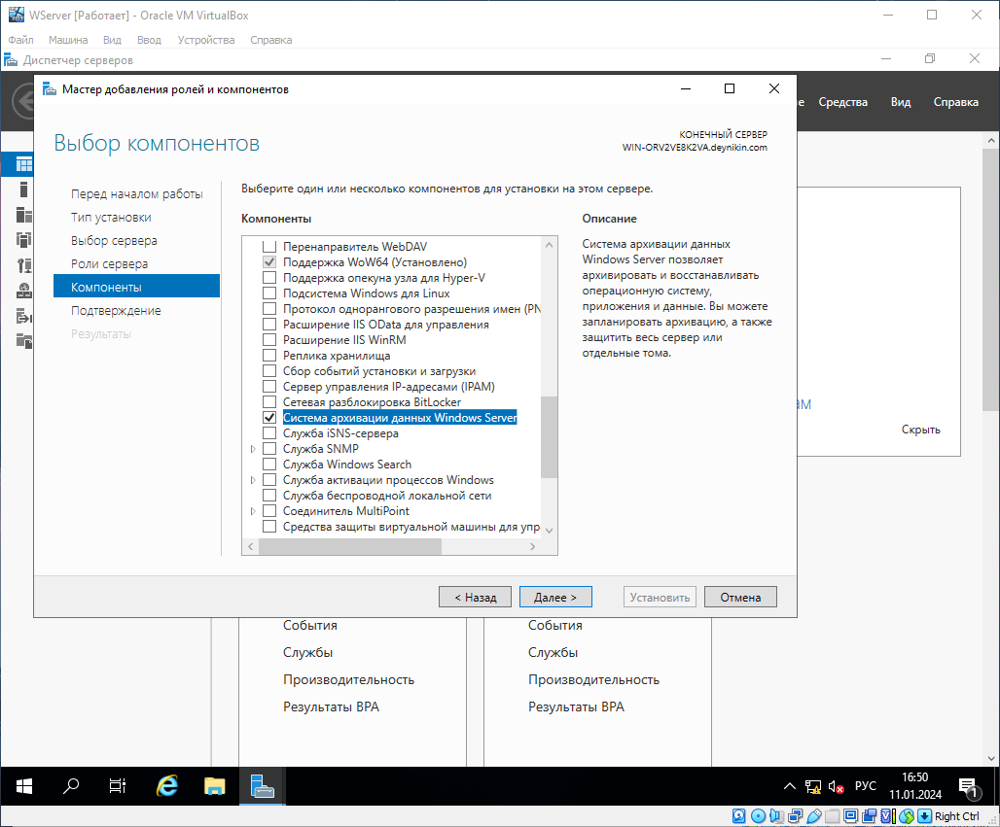 WServer [Работает] - Oracle VM VirtualBox
Файл Машина Вид Ввод Устройства Справка
Диспетчер серверов
Мастер добавления ролей и компонентов
Средства Вид Справка
Выбор компонентов
КОНЕЧНЫЙ СЕРВЕР
WIN-ORV2VE8K2VA.deynikin.com
Перед началом работы
Тип установки
Выбор сервера
Роли сервера
Компоненты
Подтверждение
Результаты
Выберите один или несколько компонентов для установки на этом сервере.
Компоненты
Перенаправитель WebDAV
Поддержка WoW64 (Установлено)
Поддержка опекуна узла для Hyper-V
Подсистема Windows для Linux
Протокол однорангового разрешения имен (PN
Расширение IIS OData для управления
Расширение IIS WinRM
Реплика хранилища
Сбор событий установки и загрузки
Сервер управления IP-адресами (IPAM)
Сетевая разблокировка BitLocker
Система архивации данных Windows Server
Служба iSNS-сервера
Служба SNMP
Служба Windows Search
Служба активации процессов Windows
Служба беспроводной локальной сети
Соединитель MultiPoint
Средства защиты виртуальной машины для упр
Описание
Система архивации данных
Windows Server позволяет
архивировать и восстанавливать
операционную систему,
приложения и данные. Вы можете
запланировать архивацию, а также
защитить весь сервер или
отдельные тома.
Скрыть
< Назад Далее > Установить Отмена
События
Службы
Производительность
Результаты BPA
События
Службы
Производительность
Результаты BPA
РУС
16:50
11.01.2024
1
Right Ctrl